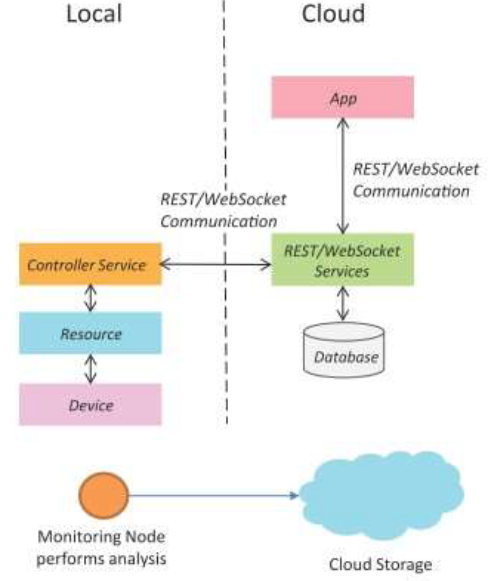 Local
Cloud
App
REST/WebSocket
Communication
REST/WebSocket
Communication
Controller Service
REST/WebSocket
Services
Resource
Database
Device
Monitoring Node
performs analysis
Cloud Storage